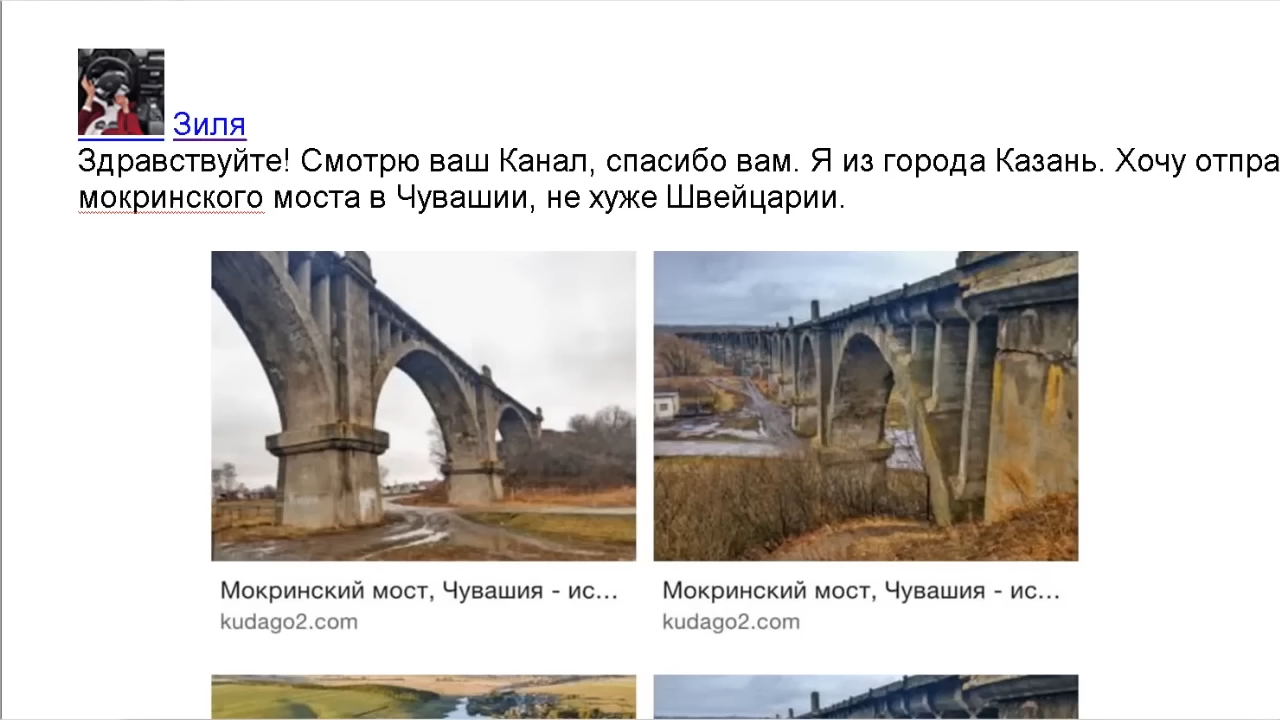 Зиля
Здравствуйте! Смотрю ваш Канал, спасибо вам. Я из города Казань. Хочу отпра
мокринского моста в Чувашии, не хуже Швейцарии.
Мокринский мост, Чувашия - ис... Мокринский мост, Чувашия - ис...
kudago2.com kudago2.com